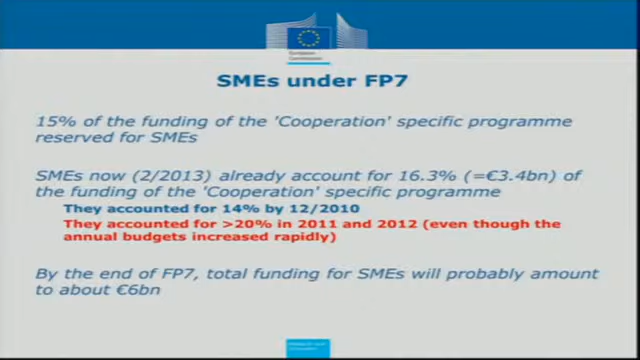 European
Commission
SMEs under FP7
15% of the funding of the 'Cooperation' specific programme
reserved for SMEs
SMEs now (2/2013) already account for 16.3% (=€3.4bn) of
the funding of the 'Cooperation' specific programme
They accounted for 14% by 12/2010
They accounted for >20% in 2011 and 2012 (even though the
annual budgets increased rapidly)
By the end of FP7, total funding for SMEs will probably amount
to about €6bn